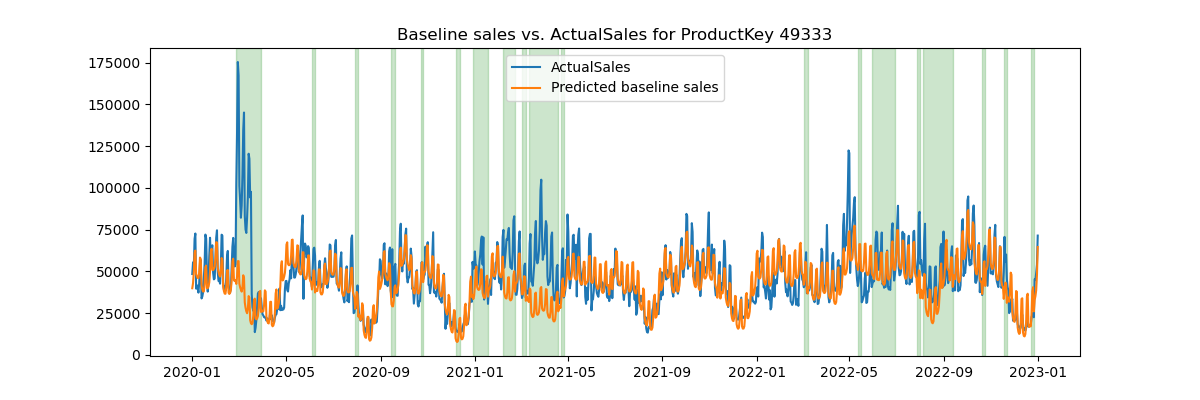 Baseline sales vs. ActualSales for ProductKey 49333
ActualSales
Predicted baseline sales
175000
150000
125000
100000
75000
50000
25000
0
2020-01 2020-05 2020-09 2021-01 2021-05 2021-09 2022-01 2022-05 2022-09 2023-01